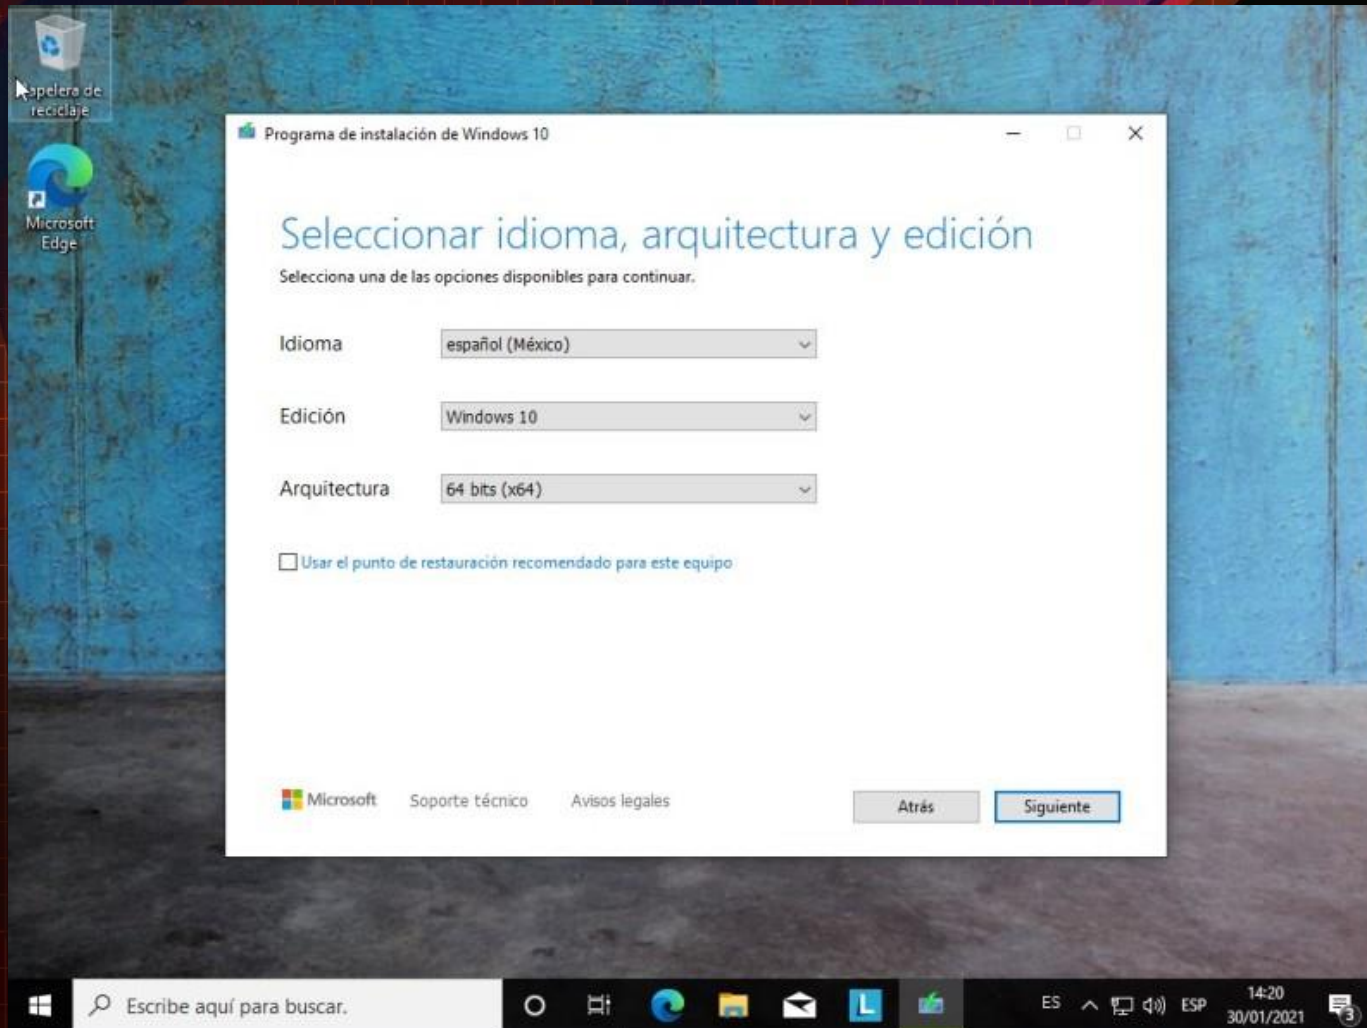 Papelera de
reciclaje
Microsoft
Edge
Programa de instalación de Windows 10
Seleccionar idioma, arquitectura y edición
Selecciona una de las opciones disponibles para continuar.
Idioma
español (México)
Edición
Windows 10
Arquitectura
64 bits (x64)
Usar el punto de restauración recomendado para este equipo
Microsoft
Soporte técnico
Avisos legales
Atrás
Siguiente
Escribe aquí para buscar.
L
ES
ESP
14:20
30/01/2021
3